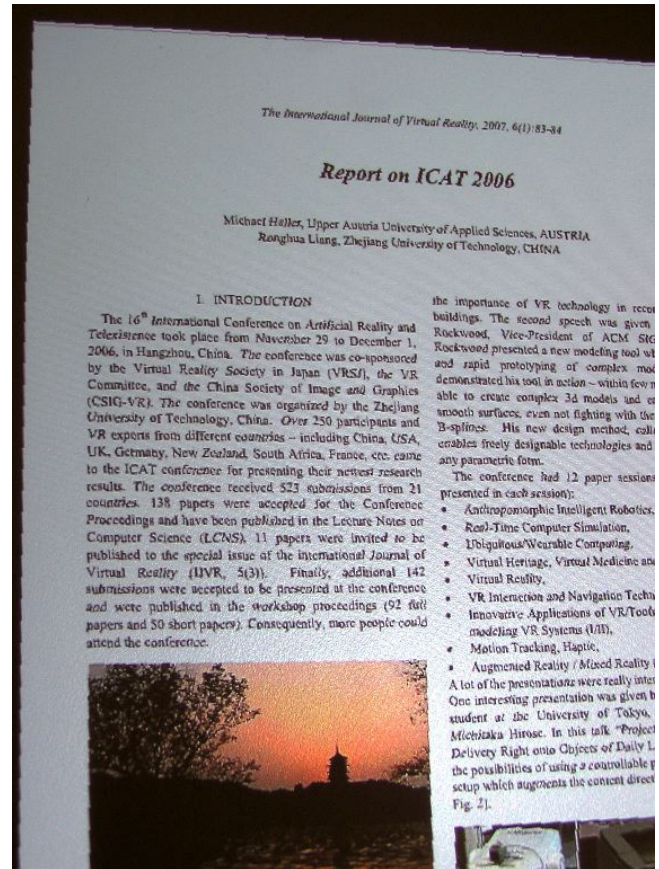 The International Journal of Virtual Reality, 2007, 6(1):83-84
Report on ICAT 2006
Michael Haller, Upper Austria University of Applied Sciences, AUSTRIA
Ronghua Liang, Zhejiang University of Technology, CHINA
I. INTRODUCTION
The 16th International Conference on Artificial Reality and
Telexistence took place from November 29 to December 1,
2006, in Hangzhou, China. The conference was co-sponsored
by the Virtual Reality Society in Japan (VRSJ), the VR
Committee, and the China Society of Image and Graphics
(CSIG-VR). The conference was organized by the Zhejiang
University of Technology, China. Over 250 participants and
VR experts from different countries – including China, USA,
UK, Germany, New Zealand, South Africa, France, etc. came
to the ICAT conference for presenting their newest research
results. The conference received 523 submissions from 21
countries. 138 papers were accepted for the Conference
Proceedings and have been published in the Lecture Notes on
Computer Science (LCNS). 11 papers were invited to be
published to the special issue of the international Journal of
Virtual Reality (IJVR, 5(3)). Finally, additional 142
submissions were accepted to be presented at the conference
and were published in the workshop proceedings (92 full
papers and 50 short papers). Consequently, more people could
attend the conference.
the importance of VR technology in
buildings. The second speech was given
Rockwood, Vice-President of ACM
Rockwood presented a new modeling tool
and rapid prototyping of complex
demonstrated his tool in action – within few
able to create complex 3d models and
smooth surfaces, even not fighting with the
B-splines. His new design method,
enables freely designable technologies and
any parametric form.
The conference had 12 paper sessions
presented in each session):
• Anthropomorphic Intelligent Robotics,
• Real-Time Computer Simulation,
• Ubiquitous/Wearable Computing,
• Virtual Heritage, Virtual Medicine
• Virtual Reality,
• VR Interaction and Navigation
• Innovative Applications of
modeling VR Systems (I/II),
• Motion Tracking, Haptic,
• Augmented Reality / Mixed Reality
A lot of the presentations were really
One interesting presentation was given
student at the University of Tokyo,
Michitaka Hirose. In this talk
Delivery Right onto Objects of Daily
the possibilities of using a controllable
setup which augments the content
Fig. 2].